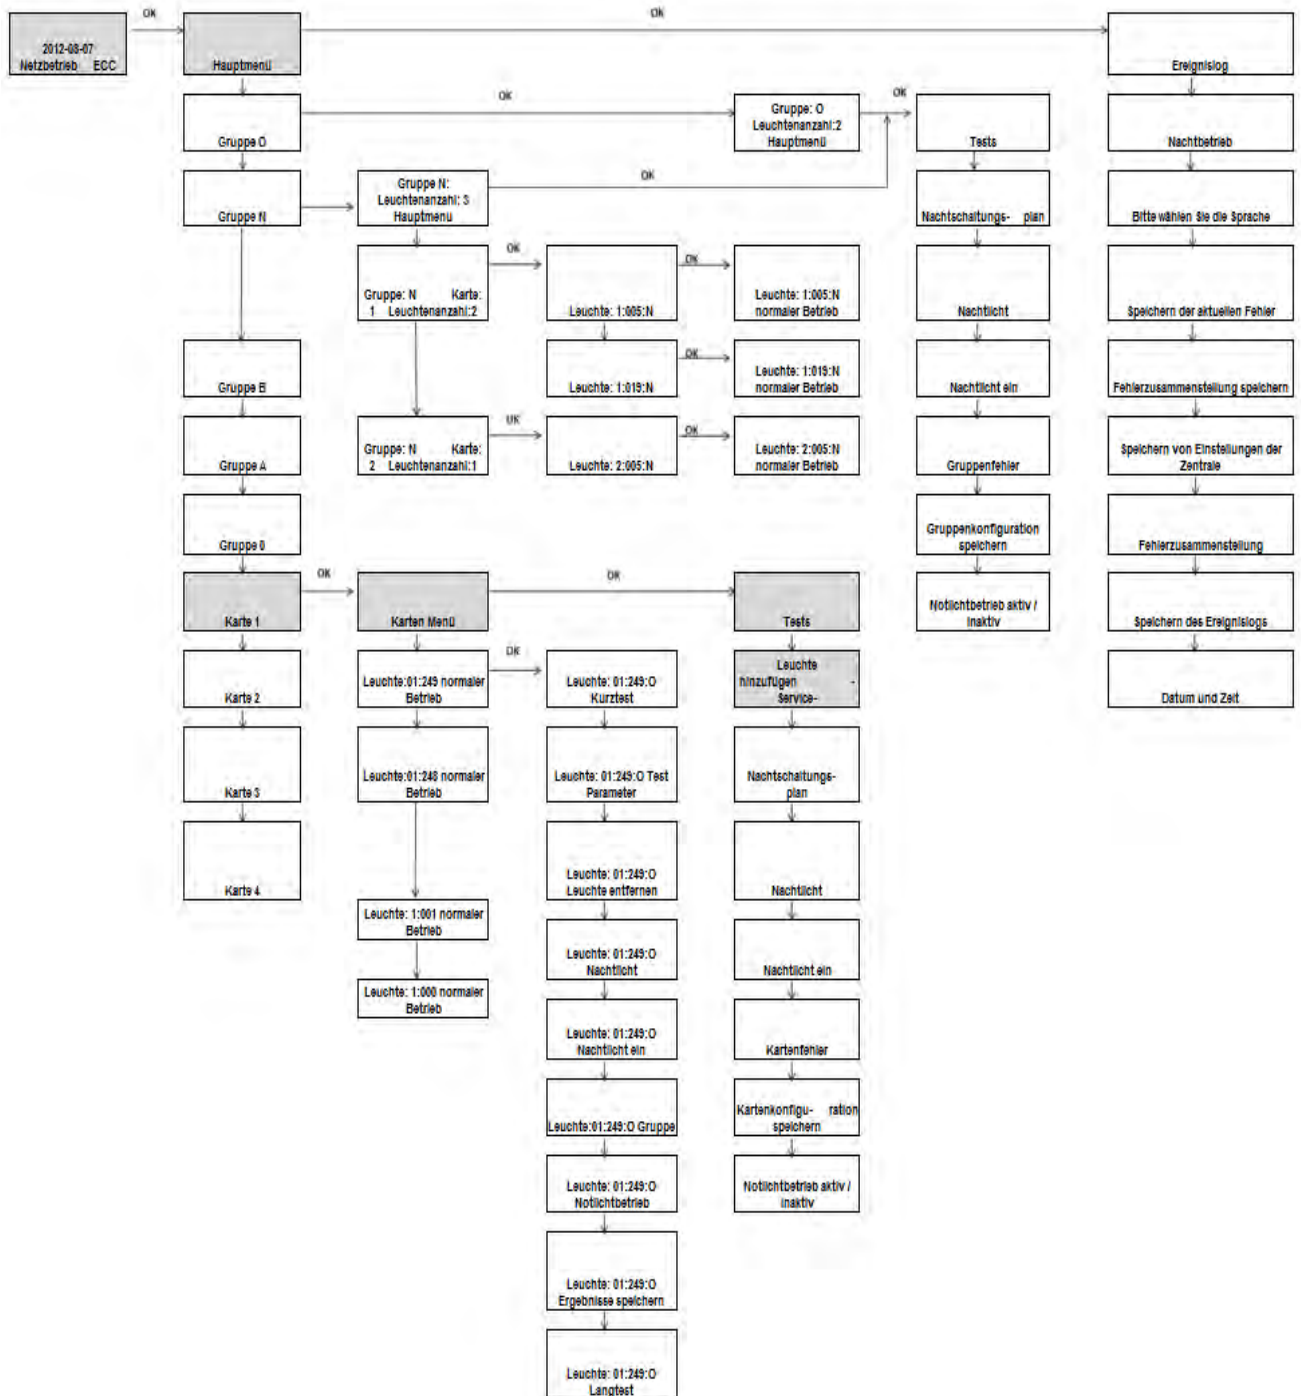 OK
OK
2012-08-07
Netzbetrieb ECC
Hauptmenü
Ereignislog
OK
OK
Gruppe O
Gruppe: O
Leuchtenanzahl:2
Hauptmenü
Tests
Nachtbetrieb
OK
Gruppe N
Gruppe N:
Leuchtenanzahl: 3
Hauptmenü
Nachtschaltungs- plan
Bitte wählen Sie die Sprache
OK
OK
Gruppe: N Karte:
1 Leuchtenanzahl:2
Leuchte: 1:005:N
Leuchte: 1:005:N
normaler Betrieb
Nachtlicht
Speichern der aktuellen Fehler
OK
Gruppe B
Leuchte: 1:019:N
Leuchte: 1:019:N
normaler Betrieb
Nachtlicht ein
Fehlerzusammenstellung speichern
OK
OK
Gruppe A
Gruppe: N Karte:
2 Leuchtenanzahl:1
Leuchte: 2:005:N
Leuchte: 2:005:N
normaler Betrieb
Gruppenfehler
Speichern von Einstellungen der
Zentrale
Gruppe 0
Gruppenkonfiguration
speichern
Fehlerzusammenstellung
OK
OK
Karte 1
Karten Menü
Tests
Notlichtbetrieb aktiv /
inaktiv
Speichern des Ereignislogs
OK
Karte 2
Leuchte:01:249 normaler
Betrieb
Leuchte: 01:249:O
Kurztest
Leuchte
hinzufügen -
Service-
Datum und Zeit
Karte 3
Leuchte:01:248 normaler
Betrieb
Leuchte: 01:249:O Test
Parameter
Nachtschaltungs-
plan
Karte 4
Leuchte: 01:249:O
Leuchte entfernen
Nachtlicht
Leuchte: 1:001 normaler
Betrieb
Leuchte: 01:249:O
Nachtlicht
Nachtlicht ein
Leuchte: 1:000 normaler
Betrieb
Leuchte: 01:249:O
Nachtlicht ein
Kartenfehler
Leuchte:01:249:O Gruppe
Kartenkonfigu- ration
speichern
Leuchte: 01:249:O
Notlichtbetrieb
Notlichtbetrieb aktiv /
inaktiv
Leuchte: 01:249:O
Ergebnisse speichern
Leuchte: 01:249:O
Langtest